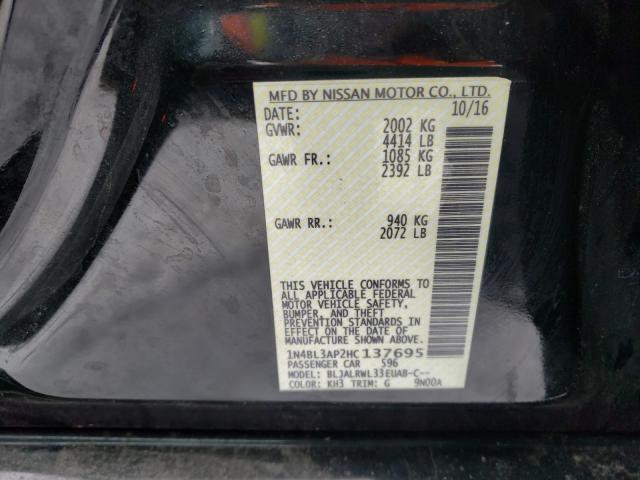 MFD BY NISSAN MOTOR CO., LTD.
DATE: 10/16
GVWR: 2002 KG
4414 LB
GAWR FR.: 1085 KG
2392 LB
GAWR RR.: 940 KG
2072 LB
THIS VEHICLE CONFORMS TO
ALL APPLICABLE FEDERAL
MOTOR VEHICLE SAFETY,
BUMPER, AND THEFT
PREVENTION STANDARDS
IN EFFECT ON THE DATE OF
MANUFACTURE SHOWN ABOVE.
1N4BL3AP2HC137695
PASSENGER CAR 596
MODEL: BLJALRWL33EUAB-C--
COLOR: KH3 TRIM: G 9N00A